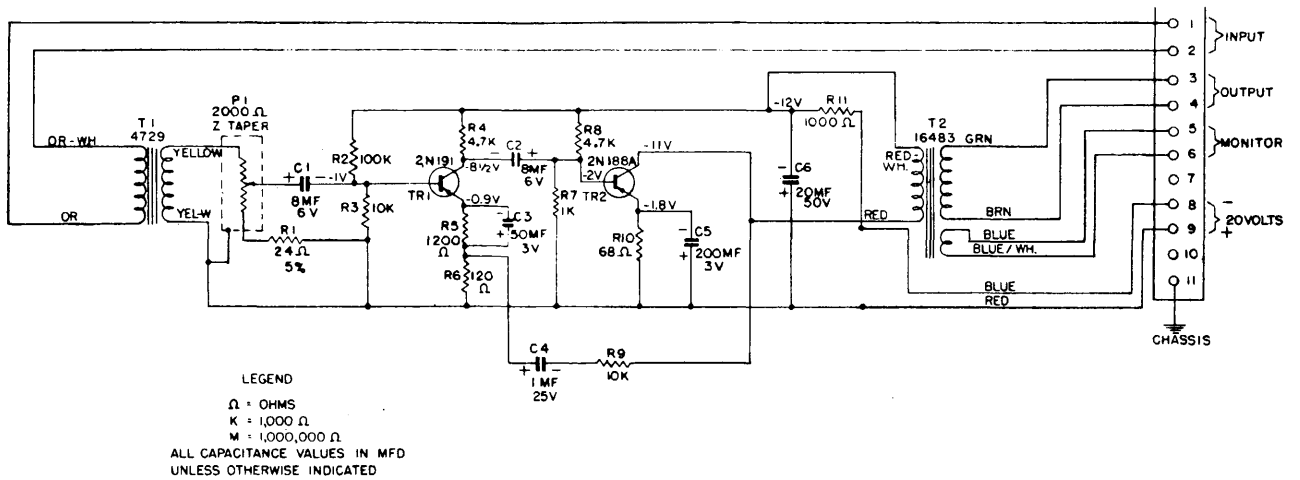 1
2
INPUT
3
4
OUTPUT
5
6
MONITOR
7
8
9
−
20VOLTS
+
10
11
CHASSIS
T1
4729
OR-WH
OR
YELLOW
YEL-W
P1
2000Ω
Z TAPER
R1
24Ω
5%
C1
+ −
8MF
6V
-1V
R2
100K
R3
10K
R4
4.7K
2N191
TR1
-8½V
-0.9V
C2
− +
8MF
6V
R5
1200
Ω
C3
−
+
50MF
3V
R6
120
Ω
R7
1K
R8
4.7K
-2V
2N188A
TR2
-11V
-1.8V
R10
68Ω
C5
−
+
200MF
3V
C4
+ −
1MF
25V
R9
10K
-12V
R11
1000Ω
C6
−
+
20MF
50V
T2
16483
RED-
WH.
RED
GRN
BRN
BLUE
BLUE/WH.
BLUE
RED
LEGEND
Ω = OHMS
K = 1,000 Ω
M = 1,000,000 Ω
ALL CAPACITANCE VALUES IN MFD
UNLESS OTHERWISE INDICATED